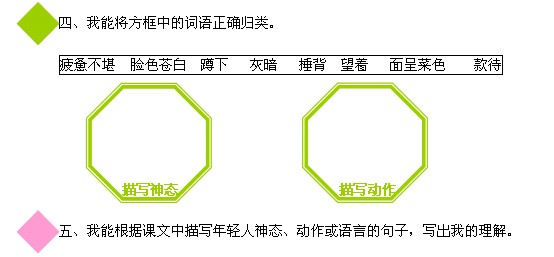 四、我能将方框中的词语正确归类。
疲惫不堪 脸色苍白 蹲下 灰暗 捶背 望着 面呈菜色 款待
描写神态 描写动作
五、我能根据课文中描写年轻人神态、动作或语言的句子，写出我的理解。